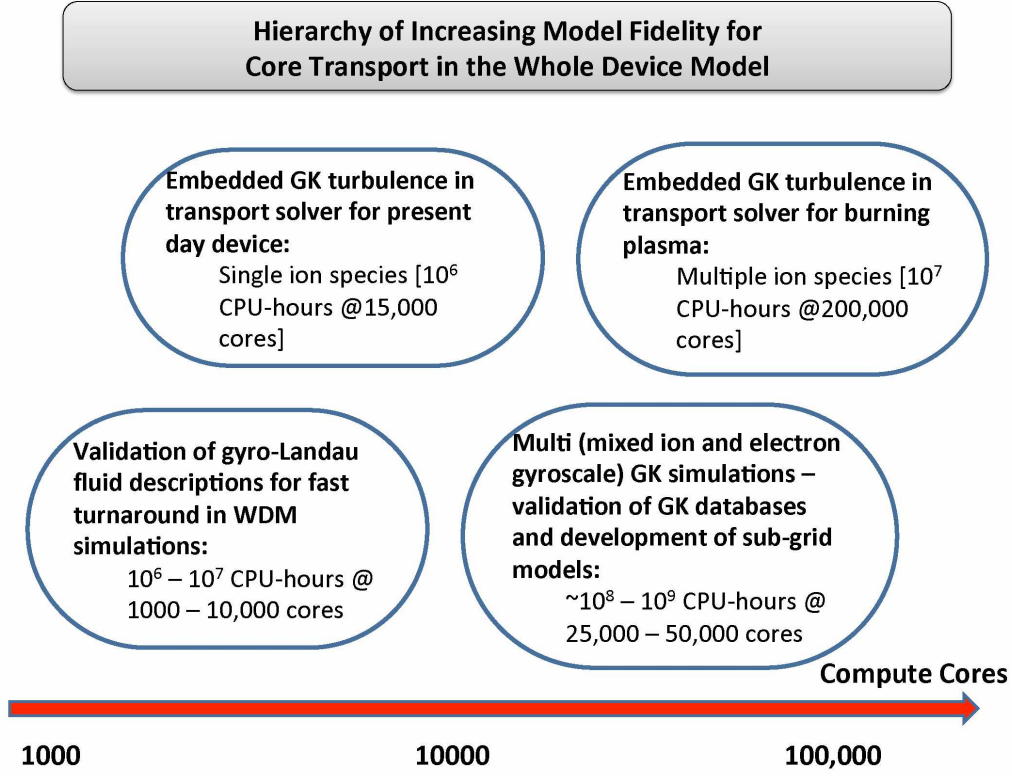 Hierarchy of Increasing Model Fidelity for
Core Transport in the Whole Device Model
Embedded GK turbulence in
transport solver for present
day device:
Single ion species [10⁶
CPU-hours @15,000
cores]
Embedded GK turbulence in
transport solver for burning
plasma:
Multiple ion species [10⁷
CPU-hours @200,000
cores]
Validation of gyro-Landau
fluid descriptions for fast
turnaround in WDM
simulations:
10⁶ – 10⁷ CPU-hours @
1000 – 10,000 cores
Multi (mixed ion and electron
gyroscale) GK simulations –
validation of GK databases
and development of sub-grid
models:
~10⁸ – 10⁹ CPU-hours @
25,000 – 50,000 cores
Compute Cores
1000 10000 100,000